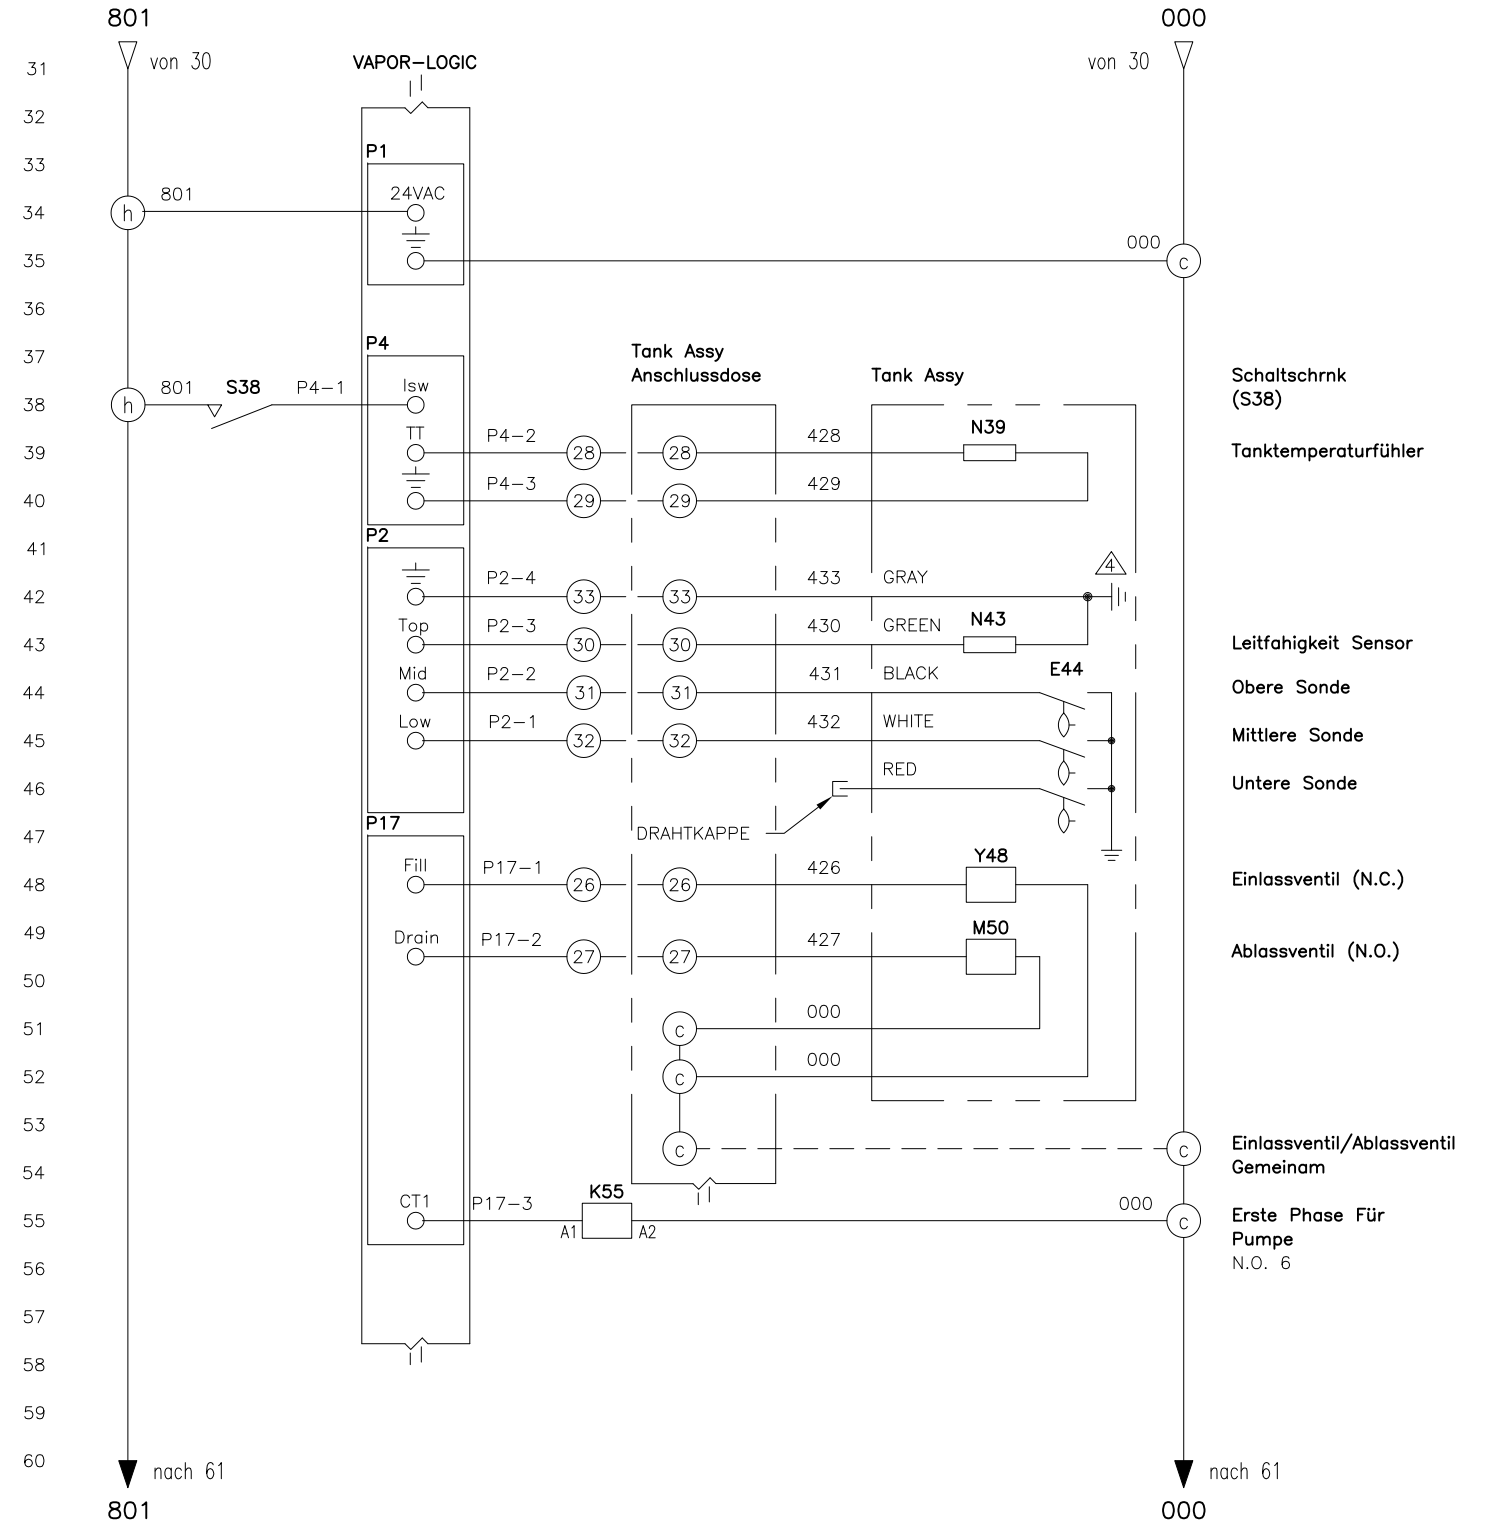 801 000
von 30 von 30
31 VAPOR-LOGIC
32
33 P1
24VAC
801
34 h
000
35 c
36
37 P4
Tank Assy
Anschlussdose Tank Assy Schaltschrnk
(S38)
801 S38 P4-1 Isw
38 h
TT P4-2 428 N39
39 28 28 Tanktemperaturfühler
P4-3 429
40 29 29
41 P2
4
P2-4 433 GRAY
42 33 33
Top P2-3 430 GREEN N43
43 30 30 Leitfahigkeit Sensor
Mid P2-2 431 BLACK E44
44 31 31 Obere Sonde
Low P2-1 432 WHITE
45 32 32 Mittlere Sonde
RED
46 Untere Sonde
47 P17 DRAHTKAPPE
Fill P17-1 426 Y48
48 26 26 Einlassventil (N.C.)
49
Drain P17-2 427 M50
27 27 Ablassventil (N.O.)
50
000
51 c
000
52 c
53
c c Einlassventil/Ablassventil
Gemeinam
54
CT1 P17-3 K55 000
55 A1 A2 c Erste Phase Für
Pumpe
N.O. 6
56
57
58
59
60
nach 61 nach 61
801 000